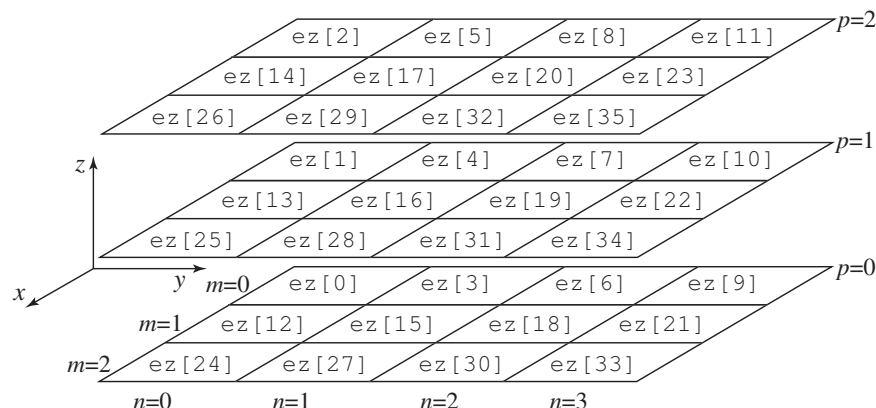 p=2
ez[2] ez[5] ez[8] ez[11]
ez[14] ez[17] ez[20] ez[23]
ez[26] ez[29] ez[32] ez[35]
p=1
z
ez[1] ez[4] ez[7] ez[10]
ez[13] ez[16] ez[19] ez[22]
ez[25] ez[28] ez[31] ez[34]
p=0
x y m=0 ez[0] ez[3] ez[6] ez[9]
m=1 ez[12] ez[15] ez[18] ez[21]
m=2 ez[24] ez[27] ez[30] ez[33]
n=0 n=1 n=2 n=3